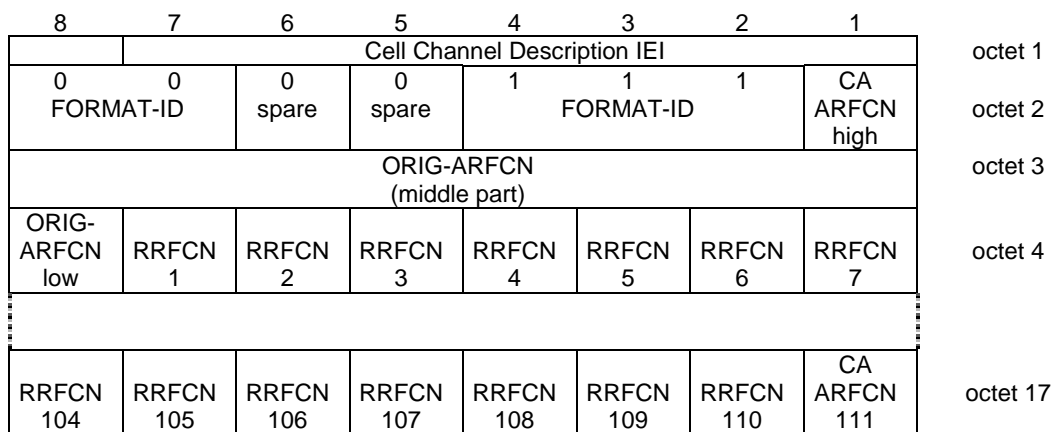 8 7 6 5 4 3 2 1
Cell Channel Description IEI octet 1
0 0 0 0 1 1 1 CA
FORMAT-ID spare spare FORMAT-ID ARFCN octet 2
high
ORIG-ARFCN octet 3
(middle part)
ORIG-
ARFCN RRFCN RRFCN RRFCN RRFCN RRFCN RRFCN RRFCN octet 4
low 1 2 3 4 5 6 7
CA
RRFCN RRFCN RRFCN RRFCN RRFCN RRFCN RRFCN ARFCN octet 17
104 105 106 107 108 109 110 111